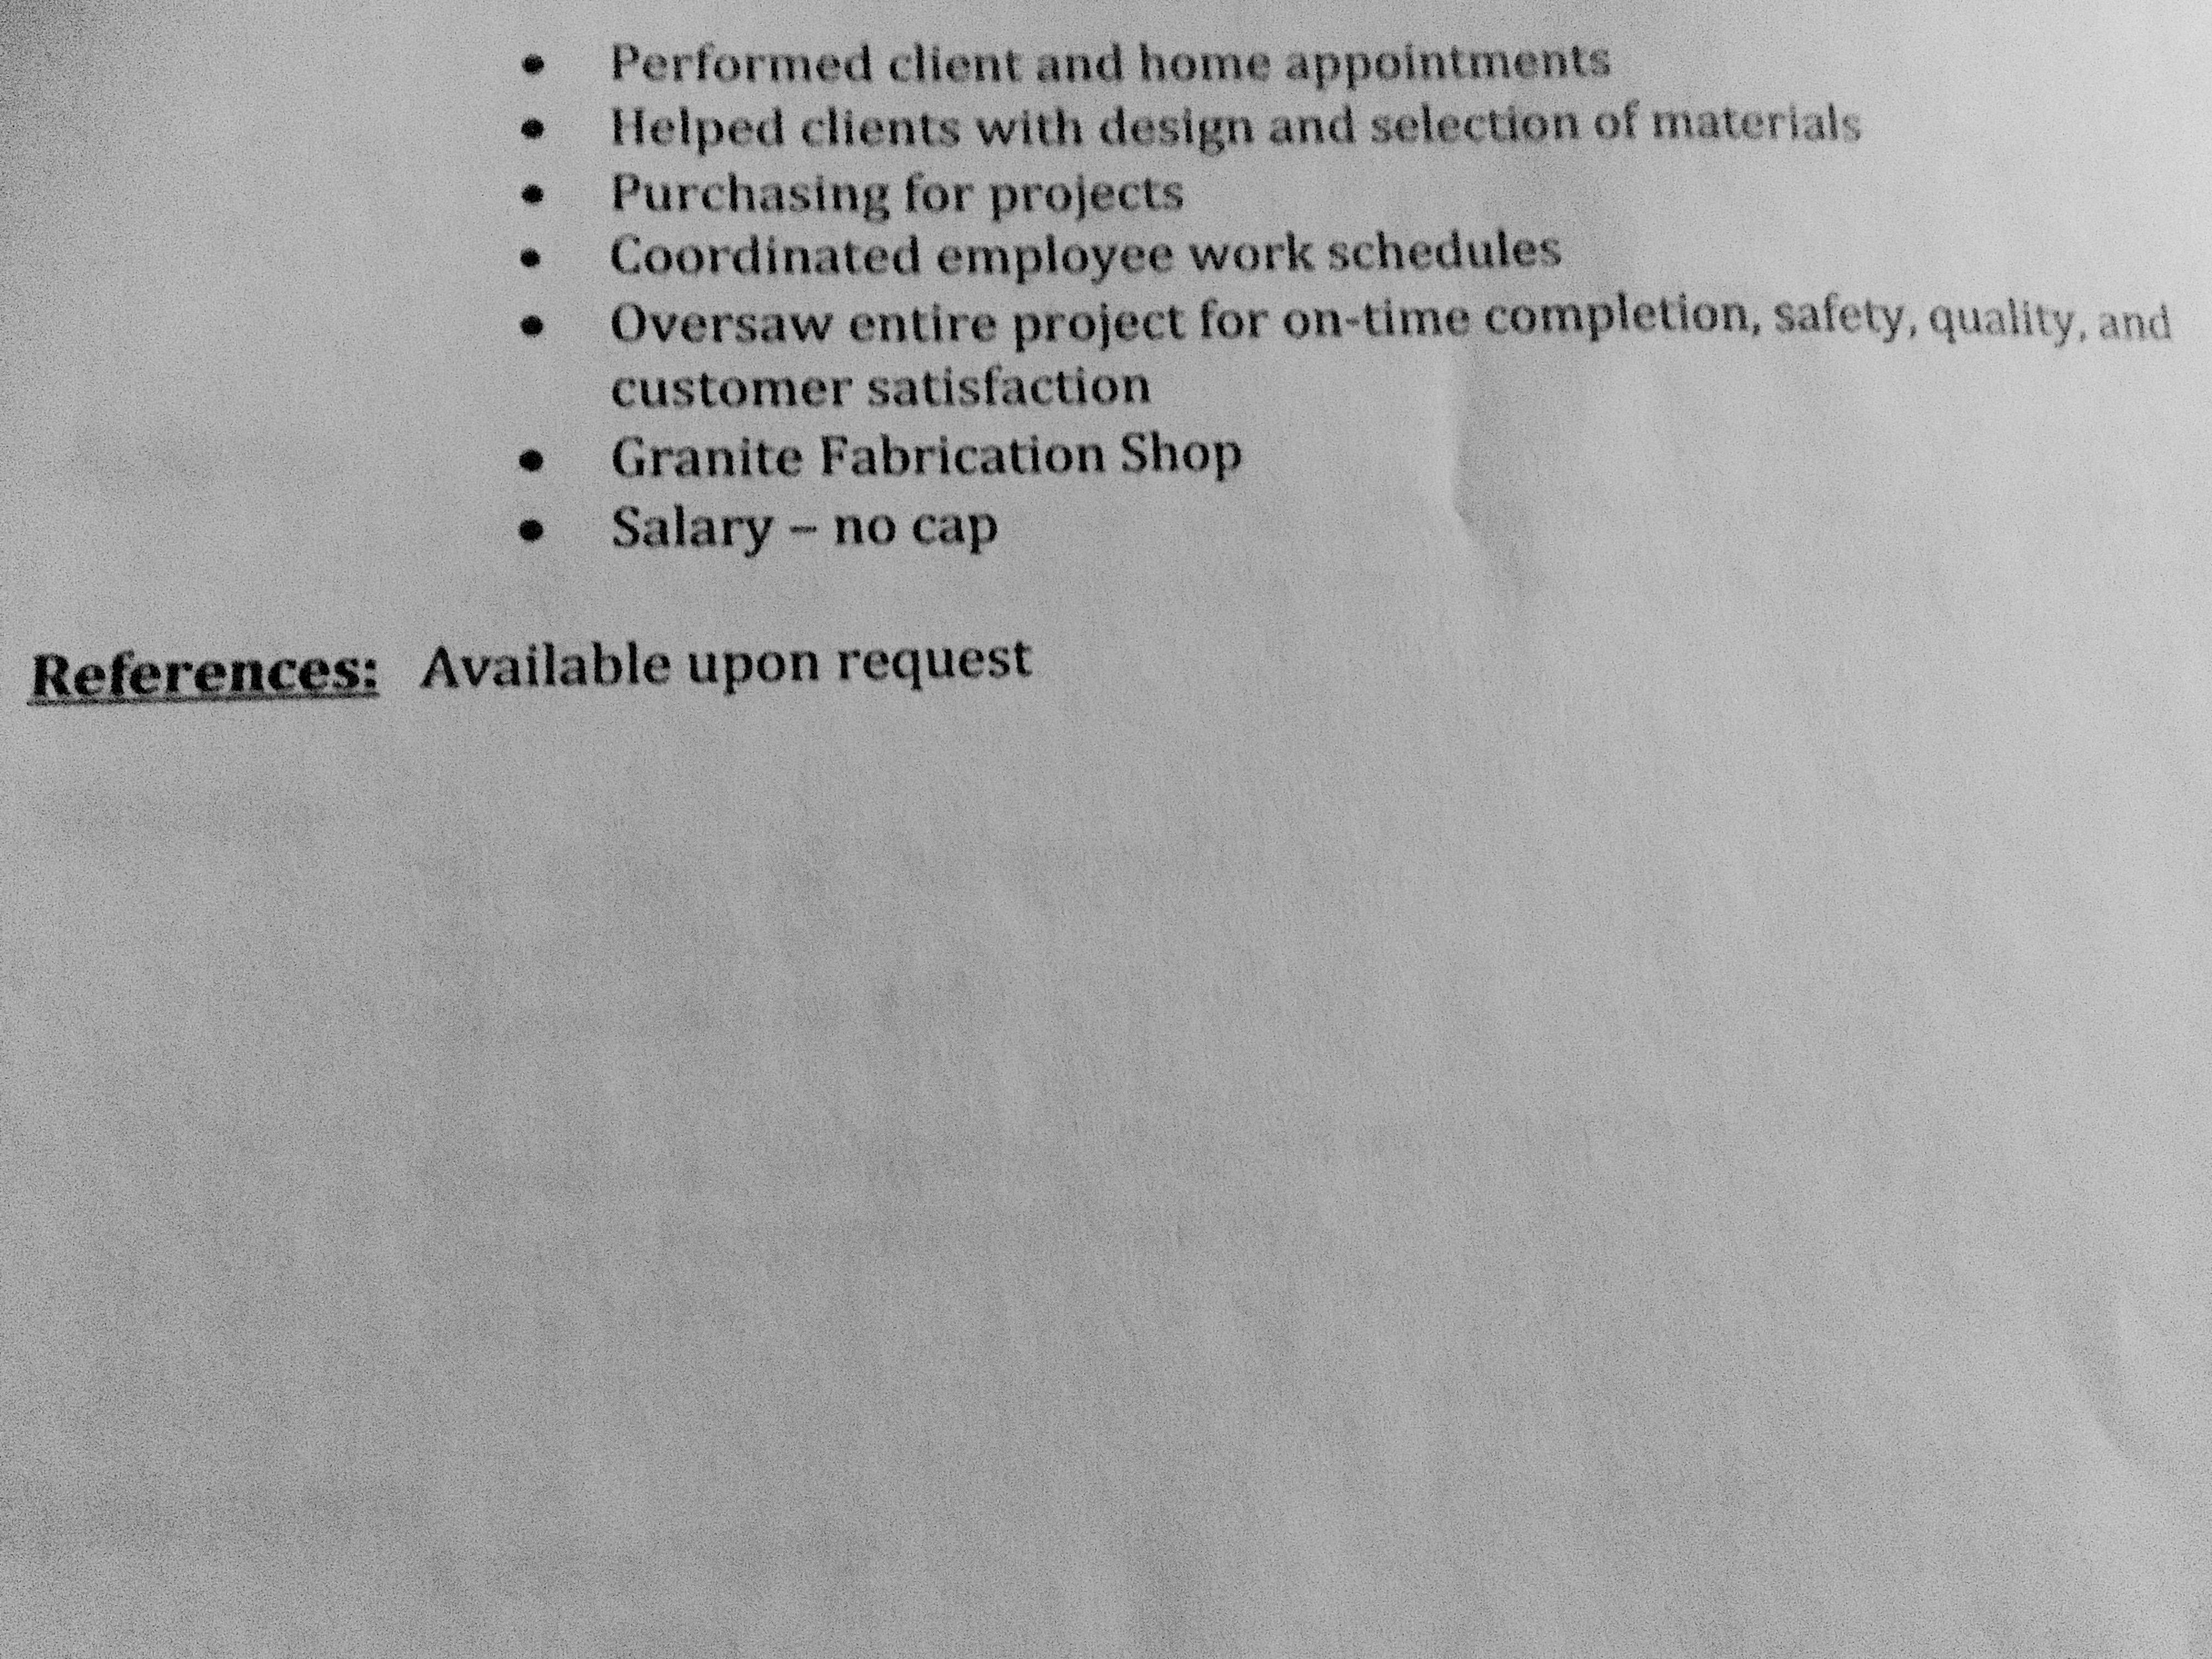 • Performed client and home appointments
• Helped clients with design and selection of materials
• Purchasing for projects
• Coordinated employee work schedules
• Oversaw entire project for on-time completion, safety, quality, and
customer satisfaction
• Granite Fabrication Shop
• Salary – no cap
References: Available upon request